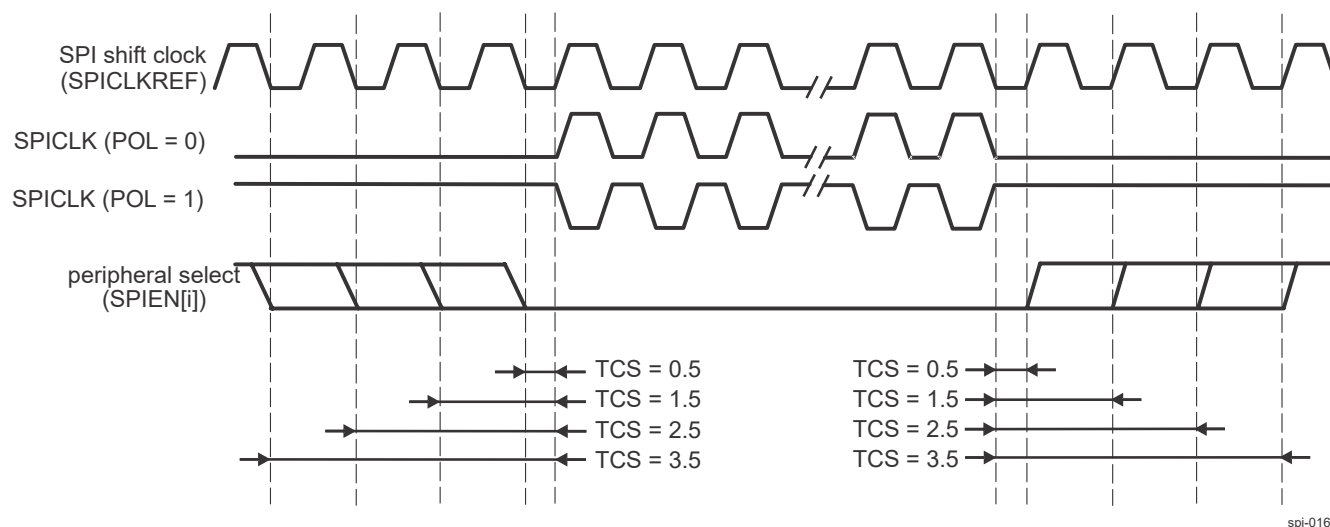 SPI shift clock
(SPICLKREF)
SPICLK (POL = 0)
SPICLK (POL = 1)
peripheral select
(SPIEN[i])
TCS = 0.5
TCS = 1.5
TCS = 2.5
TCS = 3.5
TCS = 0.5
TCS = 1.5
TCS = 2.5
TCS = 3.5
spi-016